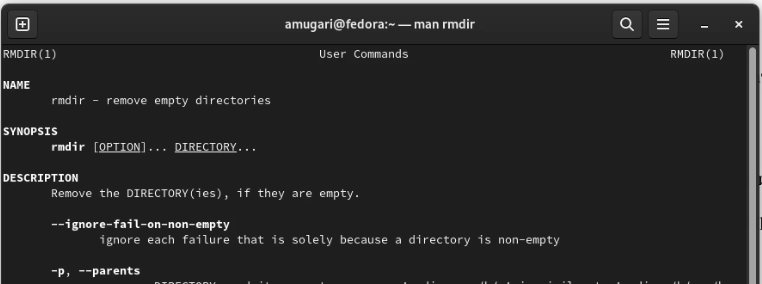 amugari@fedora:~ — man rmdir
RMDIR(1) User Commands RMDIR(1)
NAME
rmdir - remove empty directories
SYNOPSIS
rmdir [OPTION]... DIRECTORY...
DESCRIPTION
Remove the DIRECTORY(ies), if they are empty.
--ignore-fail-on-non-empty
ignore each failure that is solely because a directory is non-empty
-p, --parents